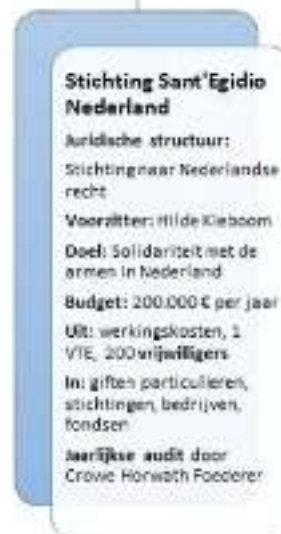 Stichting Sant'Egidio
Nederland
Juridische structuur:
Stichting naar Nederlandse
recht
Voorzitter: Hilde Kieboom
Doel: Solidariteit met de
armen in Nederland
Budget: 200.000 € per jaar
Uit: werkingskosten, 1
VTE, 200 vrijwilligers
In: giften particulieren,
stichtingen, bedrijven,
fondsen
Jaarlijkse audit door
Crowe Horwath Foederer